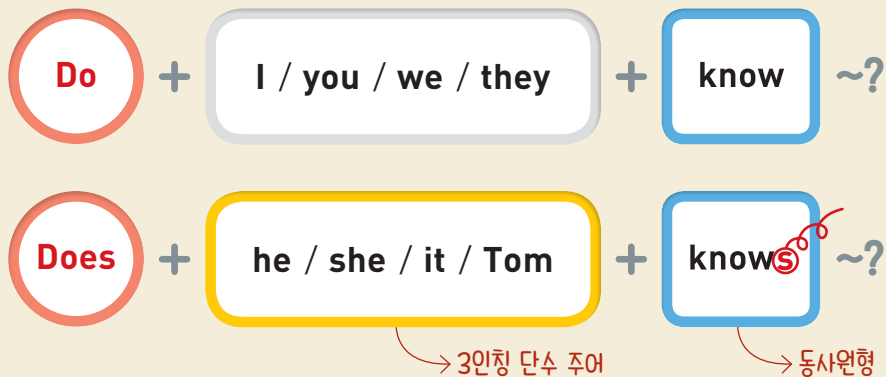 Do + I / you / we / they + know ~?
Does + he / she / it / Tom + knows ~?
3인칭 단수 주어
동사원형